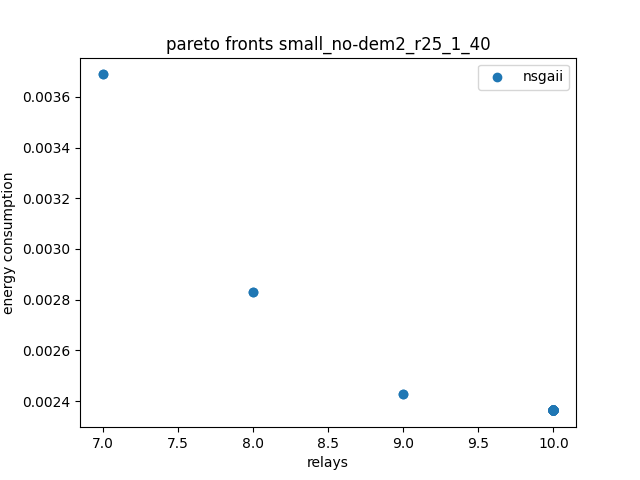 pareto fronts small_no-dem2_r25_1_40
nsgaii
0.0036
0.0034
0.0032
0.0030
0.0028
0.0026
0.0024
energy consumption
7.0 7.5 8.0 8.5 9.0 9.5 10.0
relays